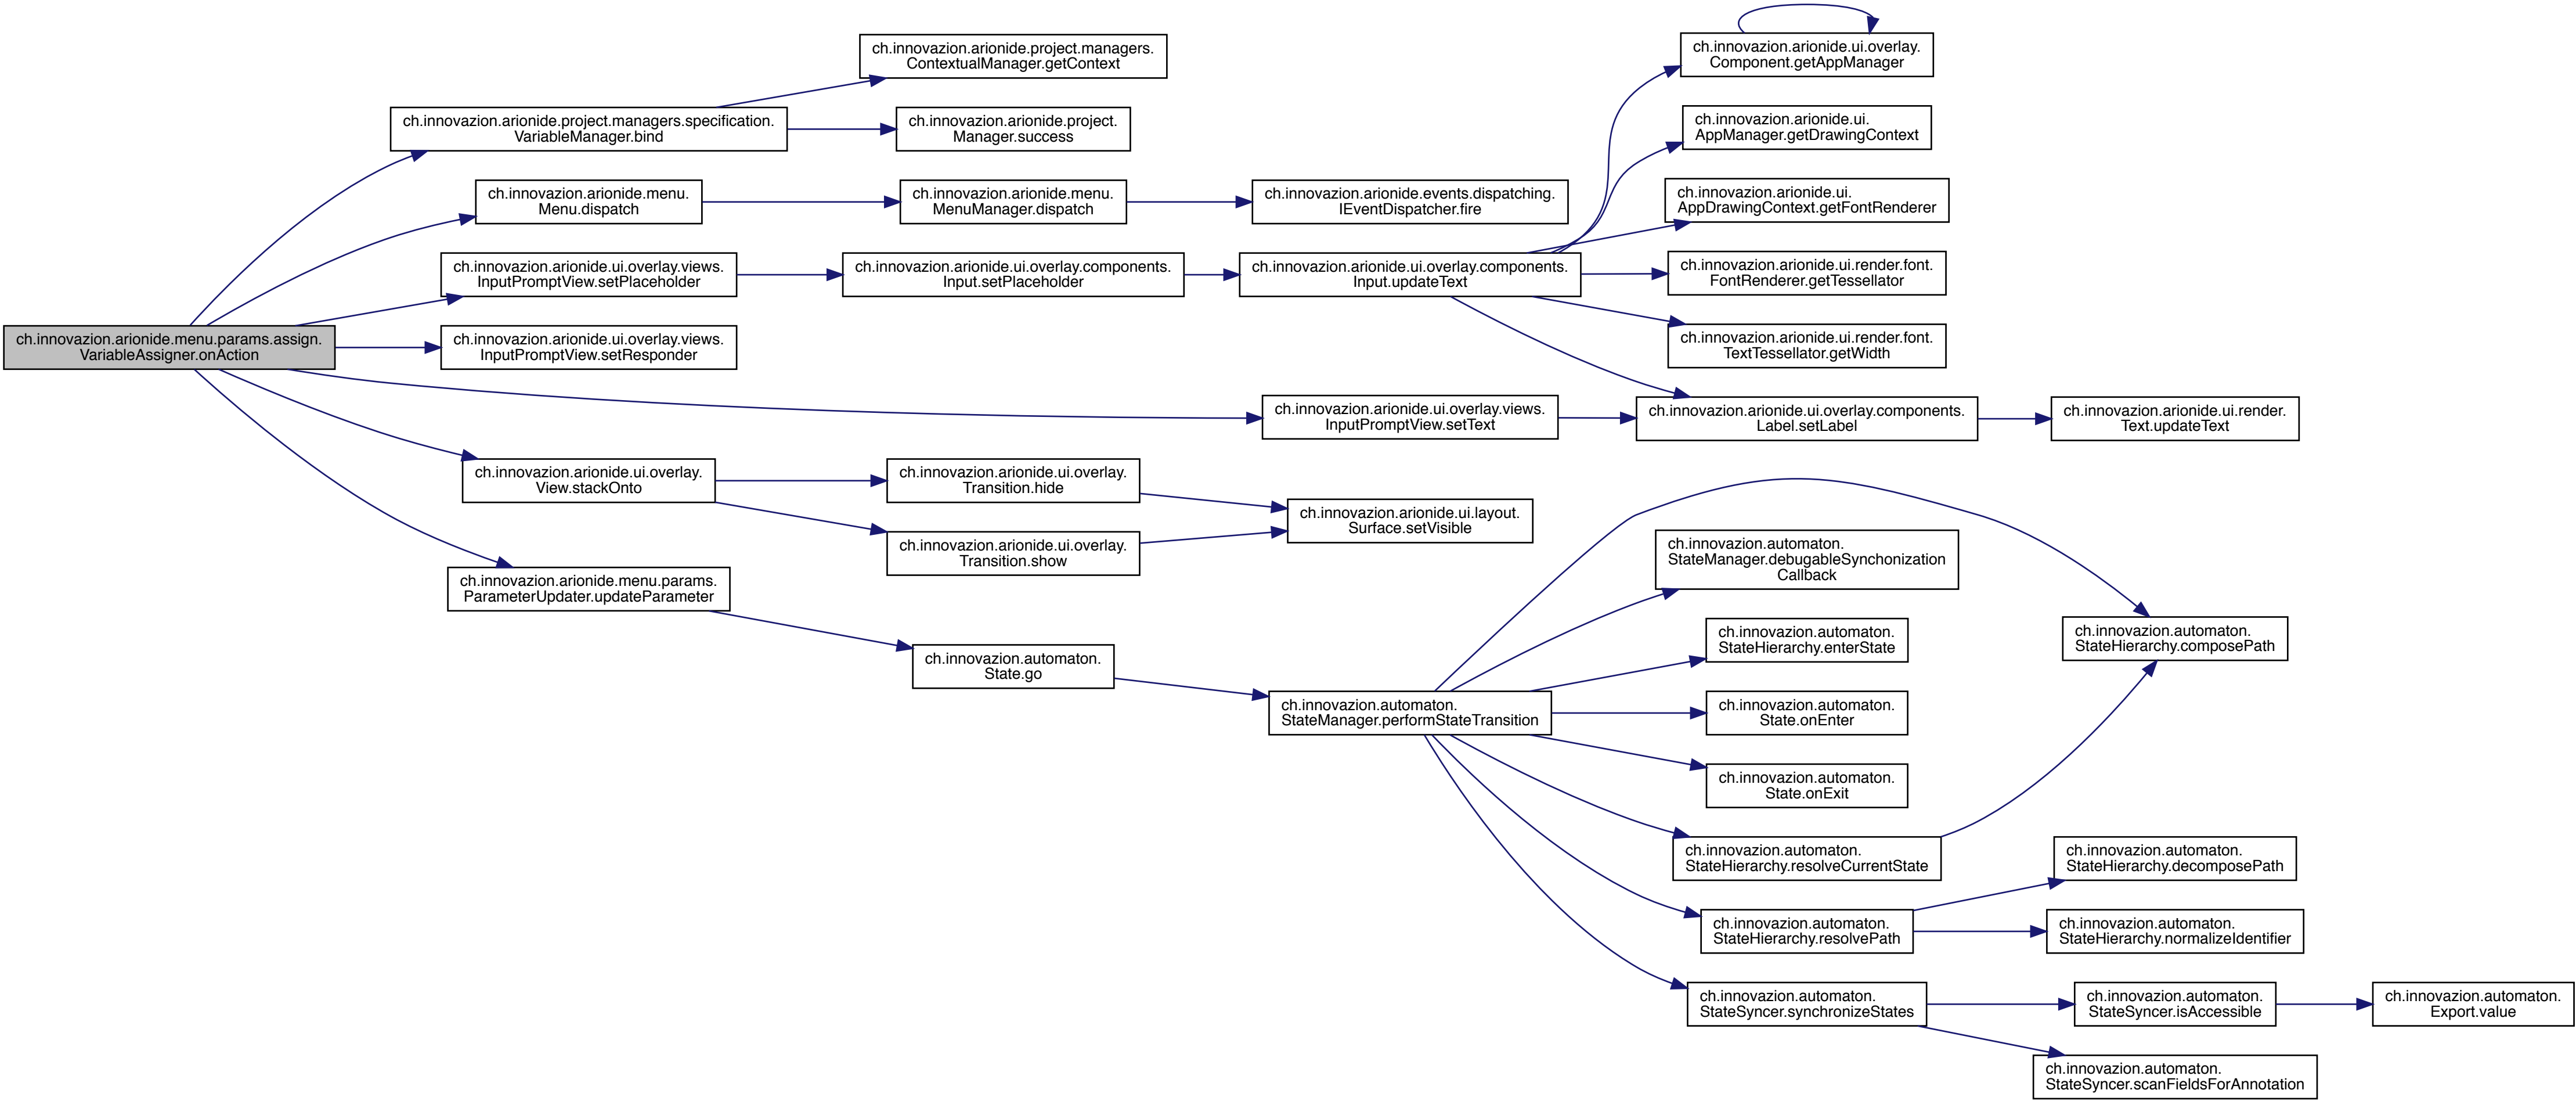 ch.innovazion.arionide.menu.params.assign.
VariableAssigner.onAction
ch.innovazion.arionide.project.managers.specification.
VariableManager.bind
ch.innovazion.arionide.project.managers.
ContextualManager.getContext
ch.innovazion.arionide.project.
Manager.success
ch.innovazion.arionide.menu.
Menu.dispatch
ch.innovazion.arionide.menu.
MenuManager.dispatch
ch.innovazion.arionide.events.dispatching.
IEventDispatcher.fire
ch.innovazion.arionide.ui.overlay.views.
InputPromptView.setPlaceholder
ch.innovazion.arionide.ui.overlay.components.
Input.setPlaceholder
ch.innovazion.arionide.ui.overlay.components.
Input.updateText
ch.innovazion.arionide.ui.overlay.
Component.getAppManager
ch.innovazion.arionide.ui.
AppManager.getDrawingContext
ch.innovazion.arionide.ui.
AppDrawingContext.getFontRenderer
ch.innovazion.arionide.ui.render.font.
FontRenderer.getTessellator
ch.innovazion.arionide.ui.render.font.
TextTessellator.getWidth
ch.innovazion.arionide.ui.overlay.components.
Label.setLabel
ch.innovazion.arionide.ui.render.
Text.updateText
ch.innovazion.arionide.ui.overlay.views.
InputPromptView.setResponder
ch.innovazion.arionide.ui.overlay.views.
InputPromptView.setText
ch.innovazion.arionide.ui.overlay.
View.stackOnto
ch.innovazion.arionide.ui.overlay.
Transition.hide
ch.innovazion.arionide.ui.overlay.
Transition.show
ch.innovazion.arionide.ui.layout.
Surface.setVisible
ch.innovazion.arionide.menu.params.
ParameterUpdater.updateParameter
ch.innovazion.automaton.
State.go
ch.innovazion.automaton.
StateManager.performStateTransition
ch.innovazion.automaton.
StateManager.debugableSynchonization
Callback
ch.innovazion.automaton.
StateHierarchy.enterState
ch.innovazion.automaton.
State.onEnter
ch.innovazion.automaton.
State.onExit
ch.innovazion.automaton.
StateHierarchy.resolveCurrentState
ch.innovazion.automaton.
StateHierarchy.composePath
ch.innovazion.automaton.
StateHierarchy.resolvePath
ch.innovazion.automaton.
StateHierarchy.decomposePath
ch.innovazion.automaton.
StateHierarchy.normalizeIdentifier
ch.innovazion.automaton.
StateSyncer.synchronizeStates
ch.innovazion.automaton.
StateSyncer.isAccessible
ch.innovazion.automaton.
Export.value
ch.innovazion.automaton.
StateSyncer.scanFieldsForAnnotation